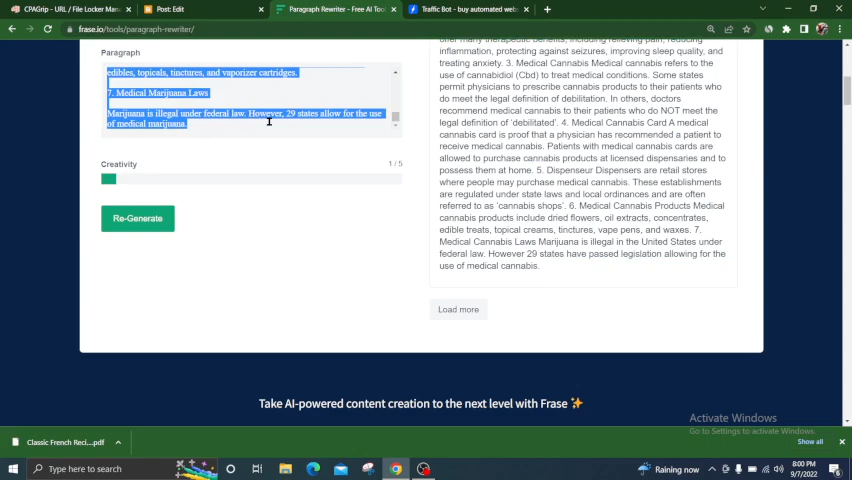 CPAGrip - URL / File Locker Man
Post: Edit
Paragraph Rewriter - Free AI Too
Traffic Bot - buy automated web
frase.io/tools/paragraph-rewriter/
Paragraph
edibles, topicals, tinctures, and vaporizer cartridges.
7. Medical Marijuana Laws
Marijuana is illegal under federal law. However, 29 states allow for the use
of medical marijuana.
Creativity
1 / 5
Re-Generate
offer many therapeutic benefits, including relieving pain, reducing
inflammation, protecting against seizures, improving sleep quality, and
treating anxiety. 3. Medical Cannabis Medical cannabis refers to the
use of cannabidiol (Cbd) to treat medical conditions. Some states
permit physicians to prescribe cannabis products to their patients who
do meet the legal definition of debilitation. In others, doctors
recommend medical cannabis to their patients who do NOT meet the
legal definition of 'debilitated'. 4. Medical Cannabis Card A medical
cannabis card is proof that a physician has recommended a patient to
receive medical cannabis. Patients with medical cannabis cards are
allowed to purchase cannabis products at licensed dispensaries and to
possess them at home. 5. Dispenseur Dispensers are retail stores
where people may purchase medical cannabis. These establishments
are regulated under state laws and local ordinances and are often
referred to as 'cannabis shops'. 6. Medical Cannabis Products Medical
cannabis products include dried flowers, oil extracts, concentrates,
edible treats, topical creams, tinctures, vape pens, and waxes. 7.
Medical Cannabis Laws Marijuana is illegal in the United States under
federal law. However 29 states have passed legislation allowing for the
use of medical cannabis.
Load more
Take AI-powered content creation to the next level with Frase ✨
Activate Windows
Go to Settings to activate Windows.
Classic French Reci....pdf
Show all
Type here to search
Raining now
8:00 PM
9/7/2022